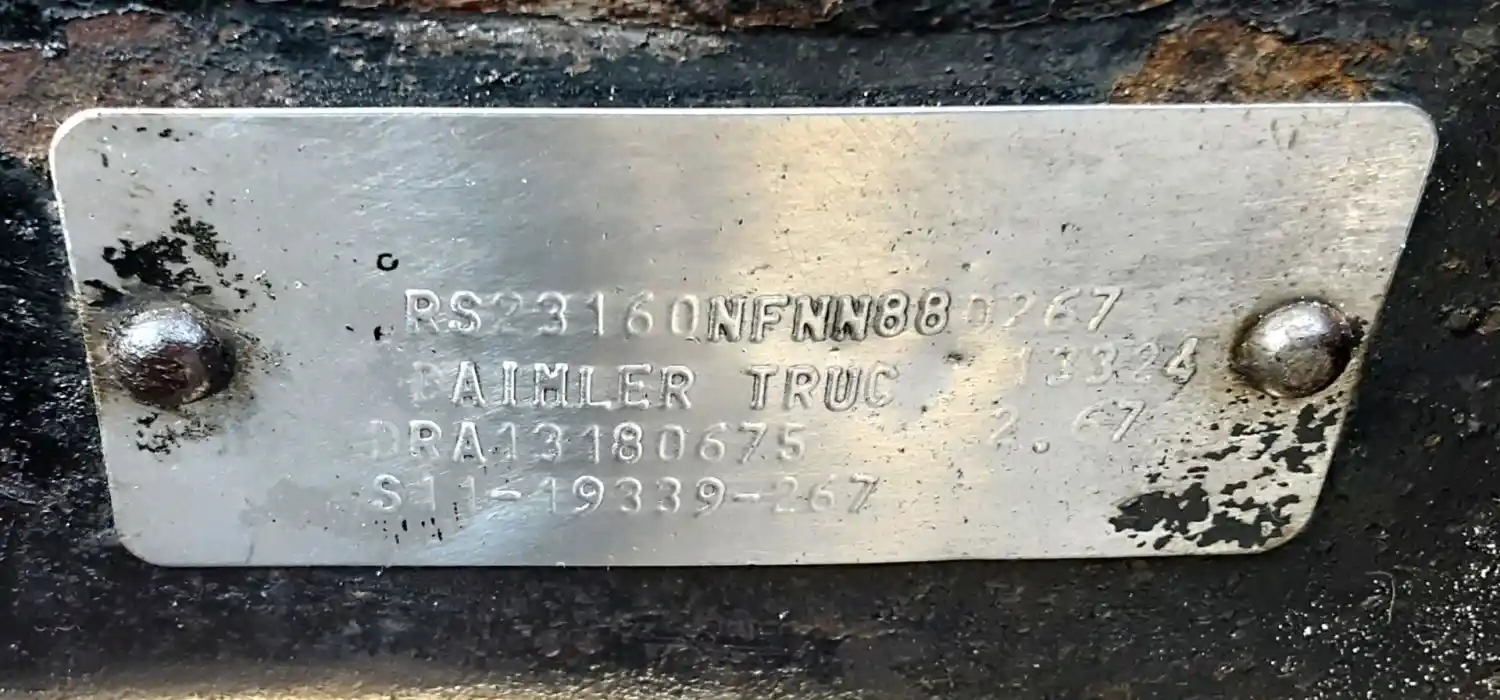 RS23160NFNN880267
DAIMLER TRUC 13324
DRA13180675 2.67
S11-19339-267